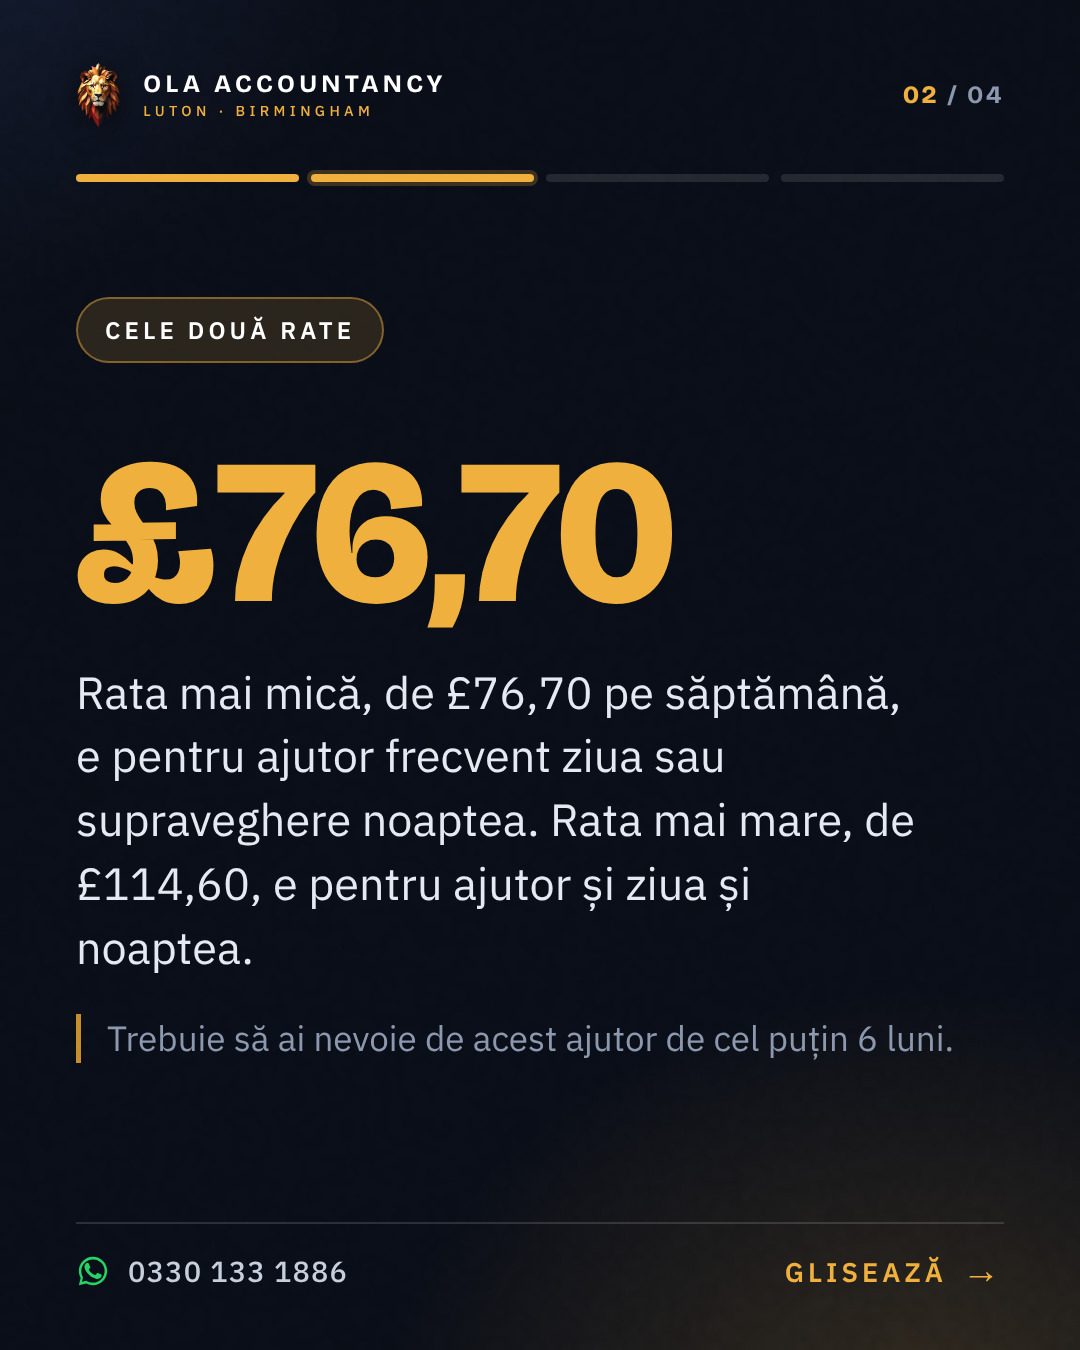 OLA ACCOUNTANCY
LUTON · BIRMINGHAM
02 / 04
CELE DOUĂ RATE
£76,70
Rata mai mică, de £76,70 pe săptămână,
e pentru ajutor frecvent ziua sau
supraveghere noaptea. Rata mai mare, de
£114,60, e pentru ajutor și ziua și
noaptea.
Trebuie să ai nevoie de acest ajutor de cel puțin 6 luni.
0330 133 1886
GLISEAZĂ →